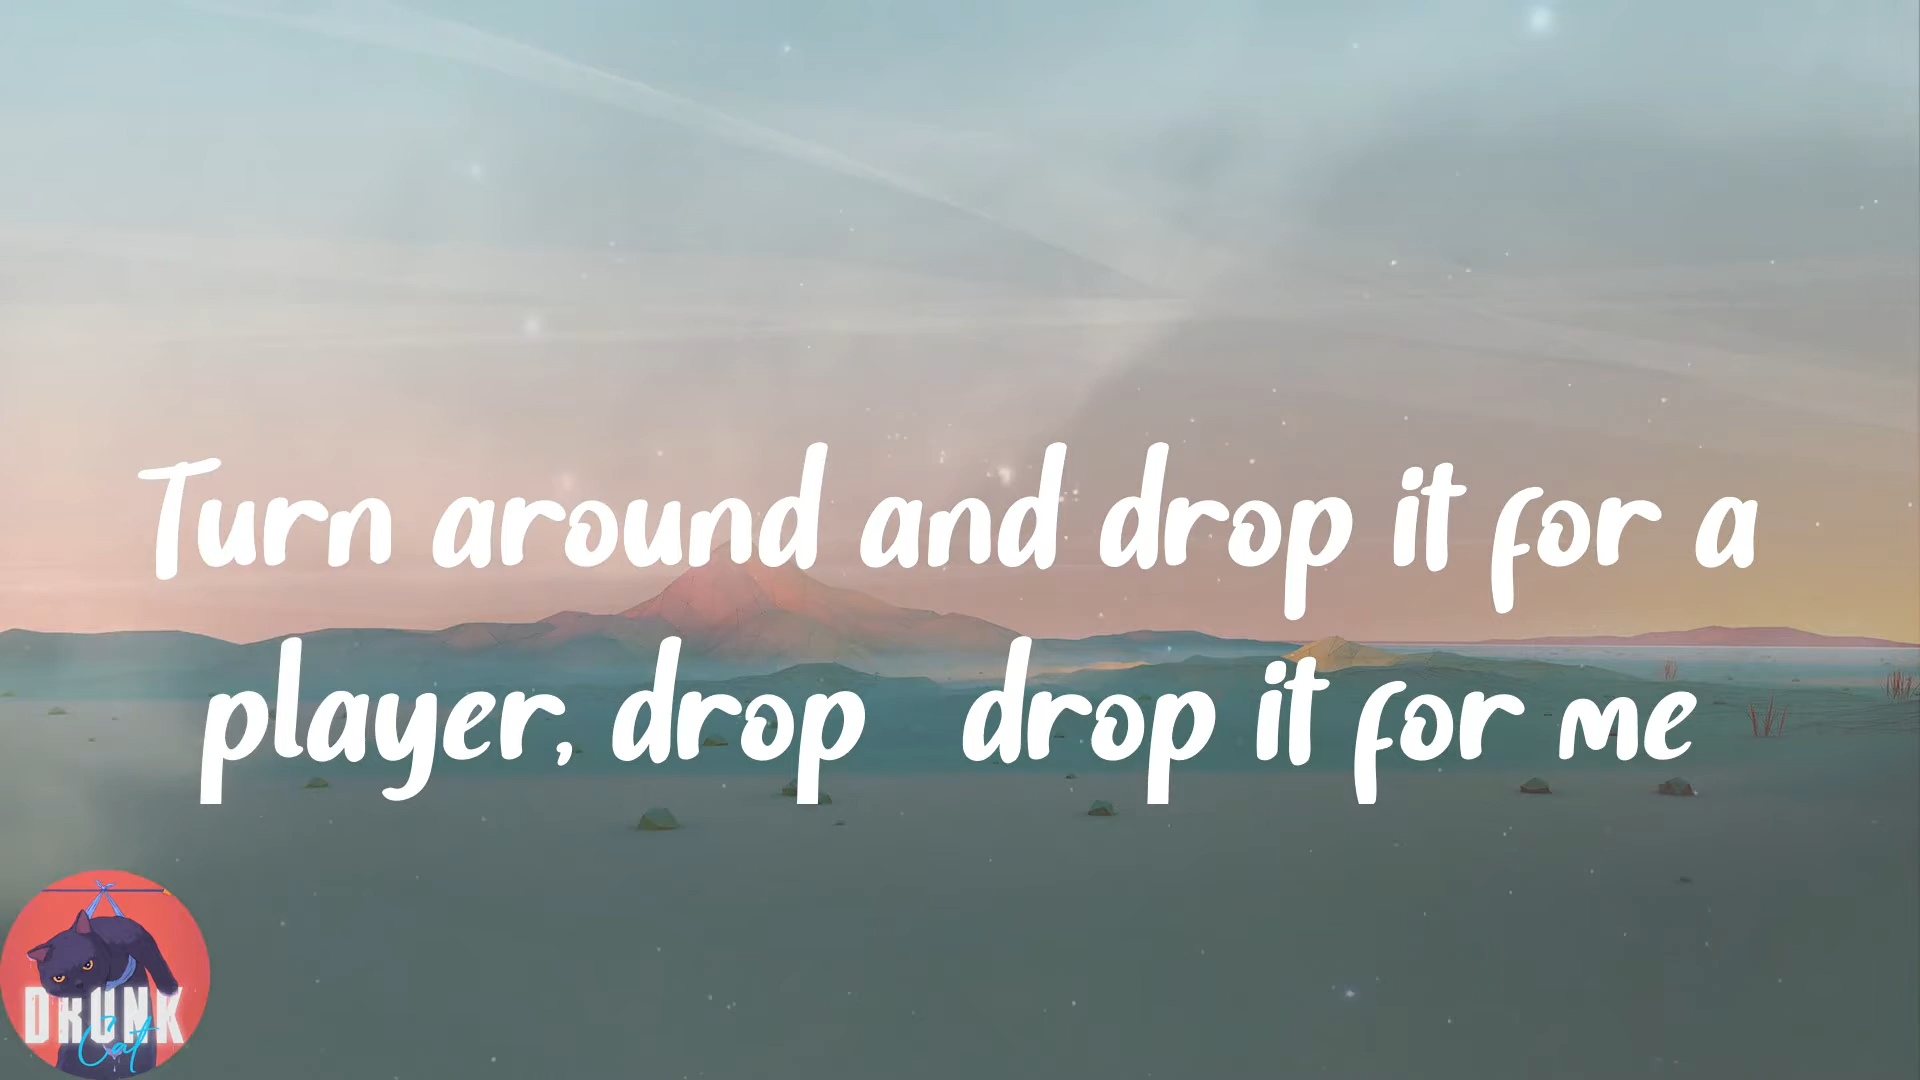 Turn around and drop it for a
player, drop drop it for me
DRUNK
Cat